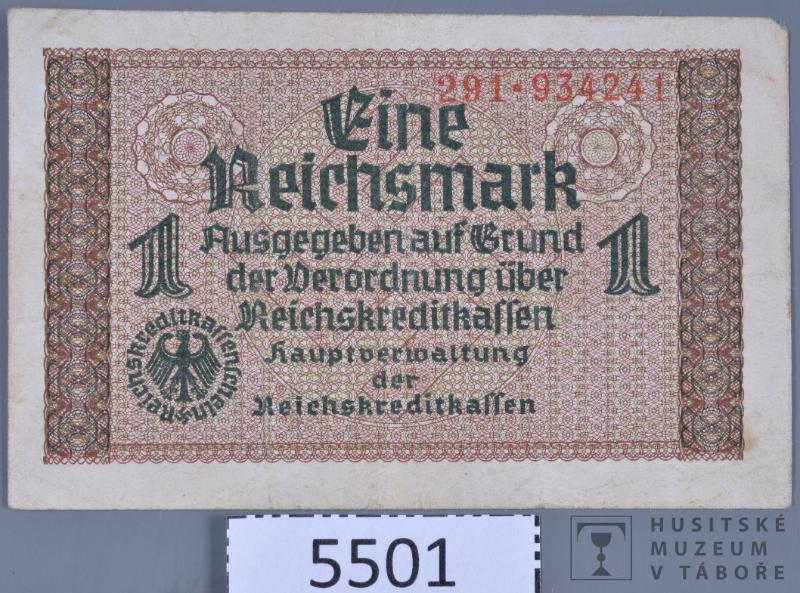 291·934241
Eine
Reichsmark
1 Ausgegeben auf Grund 1
der Verordnung über
Reichskreditkassen
Hauptverwaltung
der
Reichskreditkassen
Reichskreditkassenschein
5501
HUSITSKÉ
MUZEUM
V TÁBOŘE